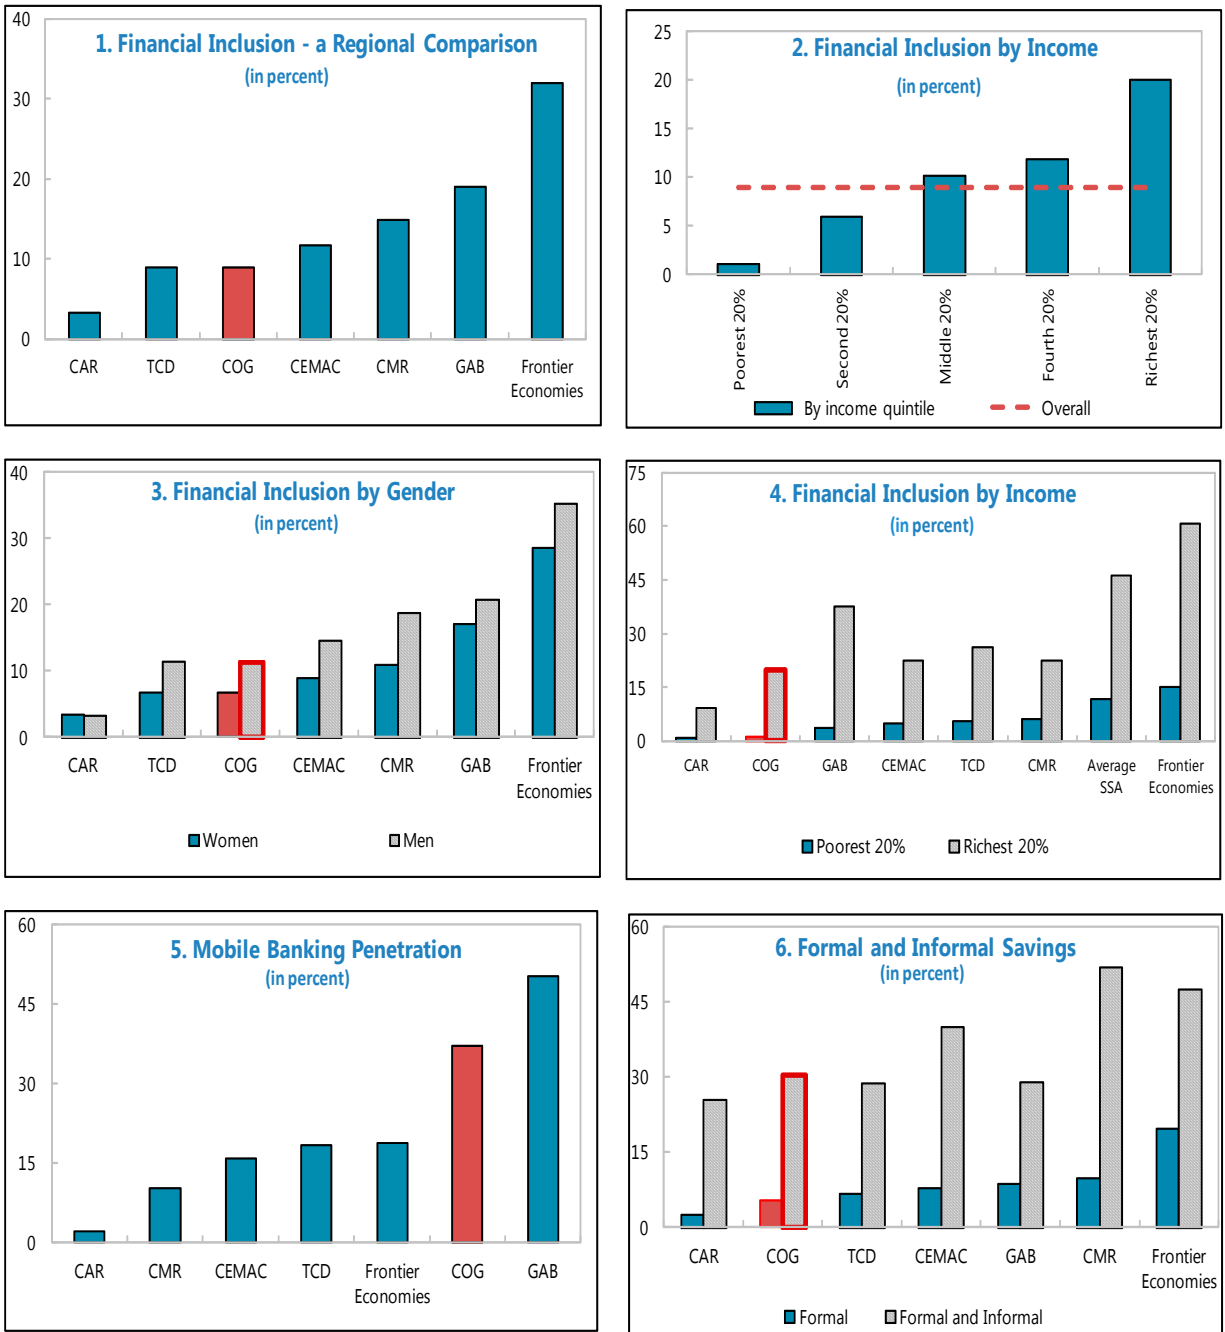 1. Financial Inclusion - a Regional Comparison
(in percent)
40
30
20
10
0
CAR TCD COG CEMAC CMR GAB Frontier
Economies
2. Financial Inclusion by Income
(in percent)
25
20
15
10
5
0
Poorest 20%
Second 20%
Middle 20%
Fourth 20%
Richest 20%
By income quintile Overall
3. Financial Inclusion by Gender
(in percent)
40
30
20
10
0
CAR TCD COG CEMAC CMR GAB Frontier
Economies
Women Men
4. Financial Inclusion by Income
(in percent)
75
60
45
30
15
0
CAR COG GAB CEMAC TCD CMR Average Frontier
SSA Economies
Poorest 20% Richest 20%
5. Mobile Banking Penetration
(in percent)
60
45
30
15
0
CAR CMR CEMAC TCD Frontier COG GAB
Economies
6. Formal and Informal Savings
(in percent)
60
45
30
15
0
CAR COG TCD CEMAC GAB CMR Frontier
Economies
Formal Formal and Informal